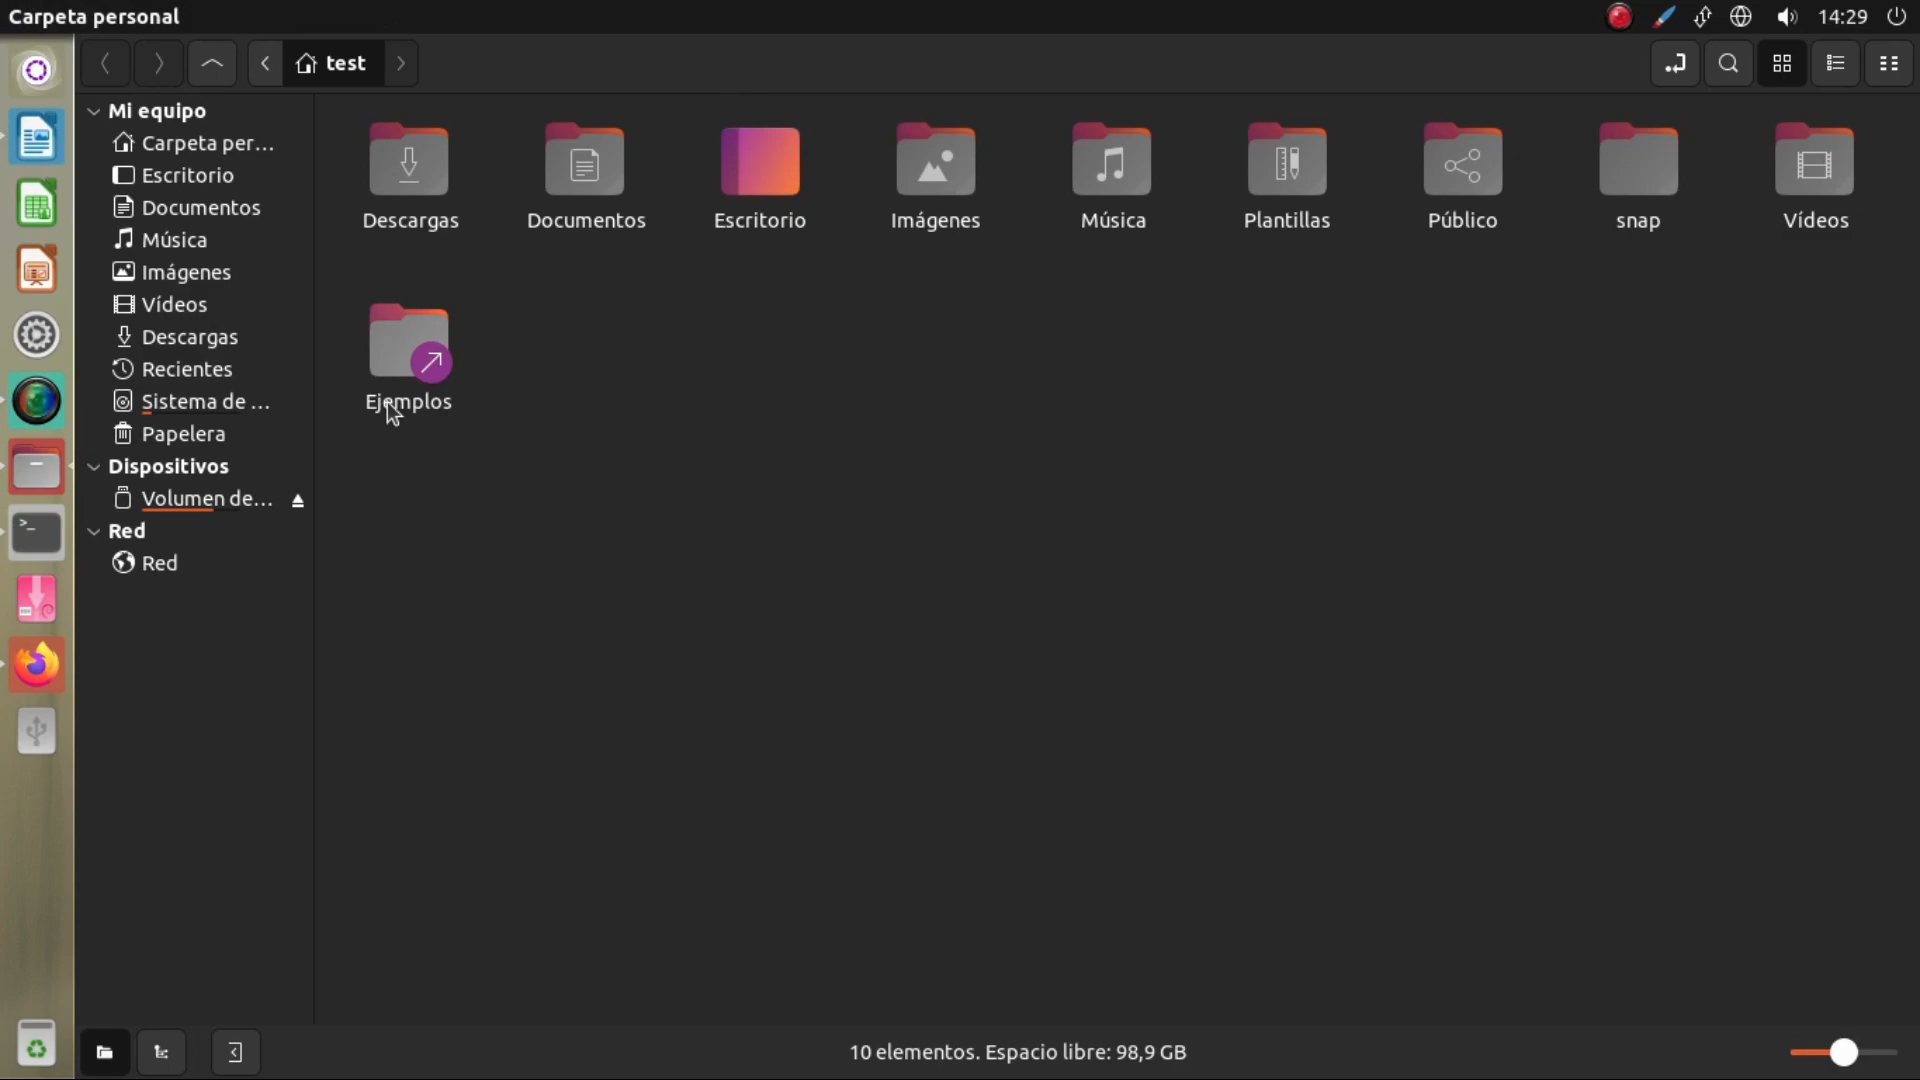 Carpeta personal
14:29
test
Mi equipo
Carpeta per...
Escritorio
Documentos
Música
Imágenes
Vídeos
Descargas
Recientes
Sistema de ...
Papelera
Dispositivos
Volumen de...
Red
Red
Descargas
Documentos
Escritorio
Imágenes
Música
Plantillas
Público
snap
Vídeos
Ejemplos
10 elementos. Espacio libre: 98,9 GB